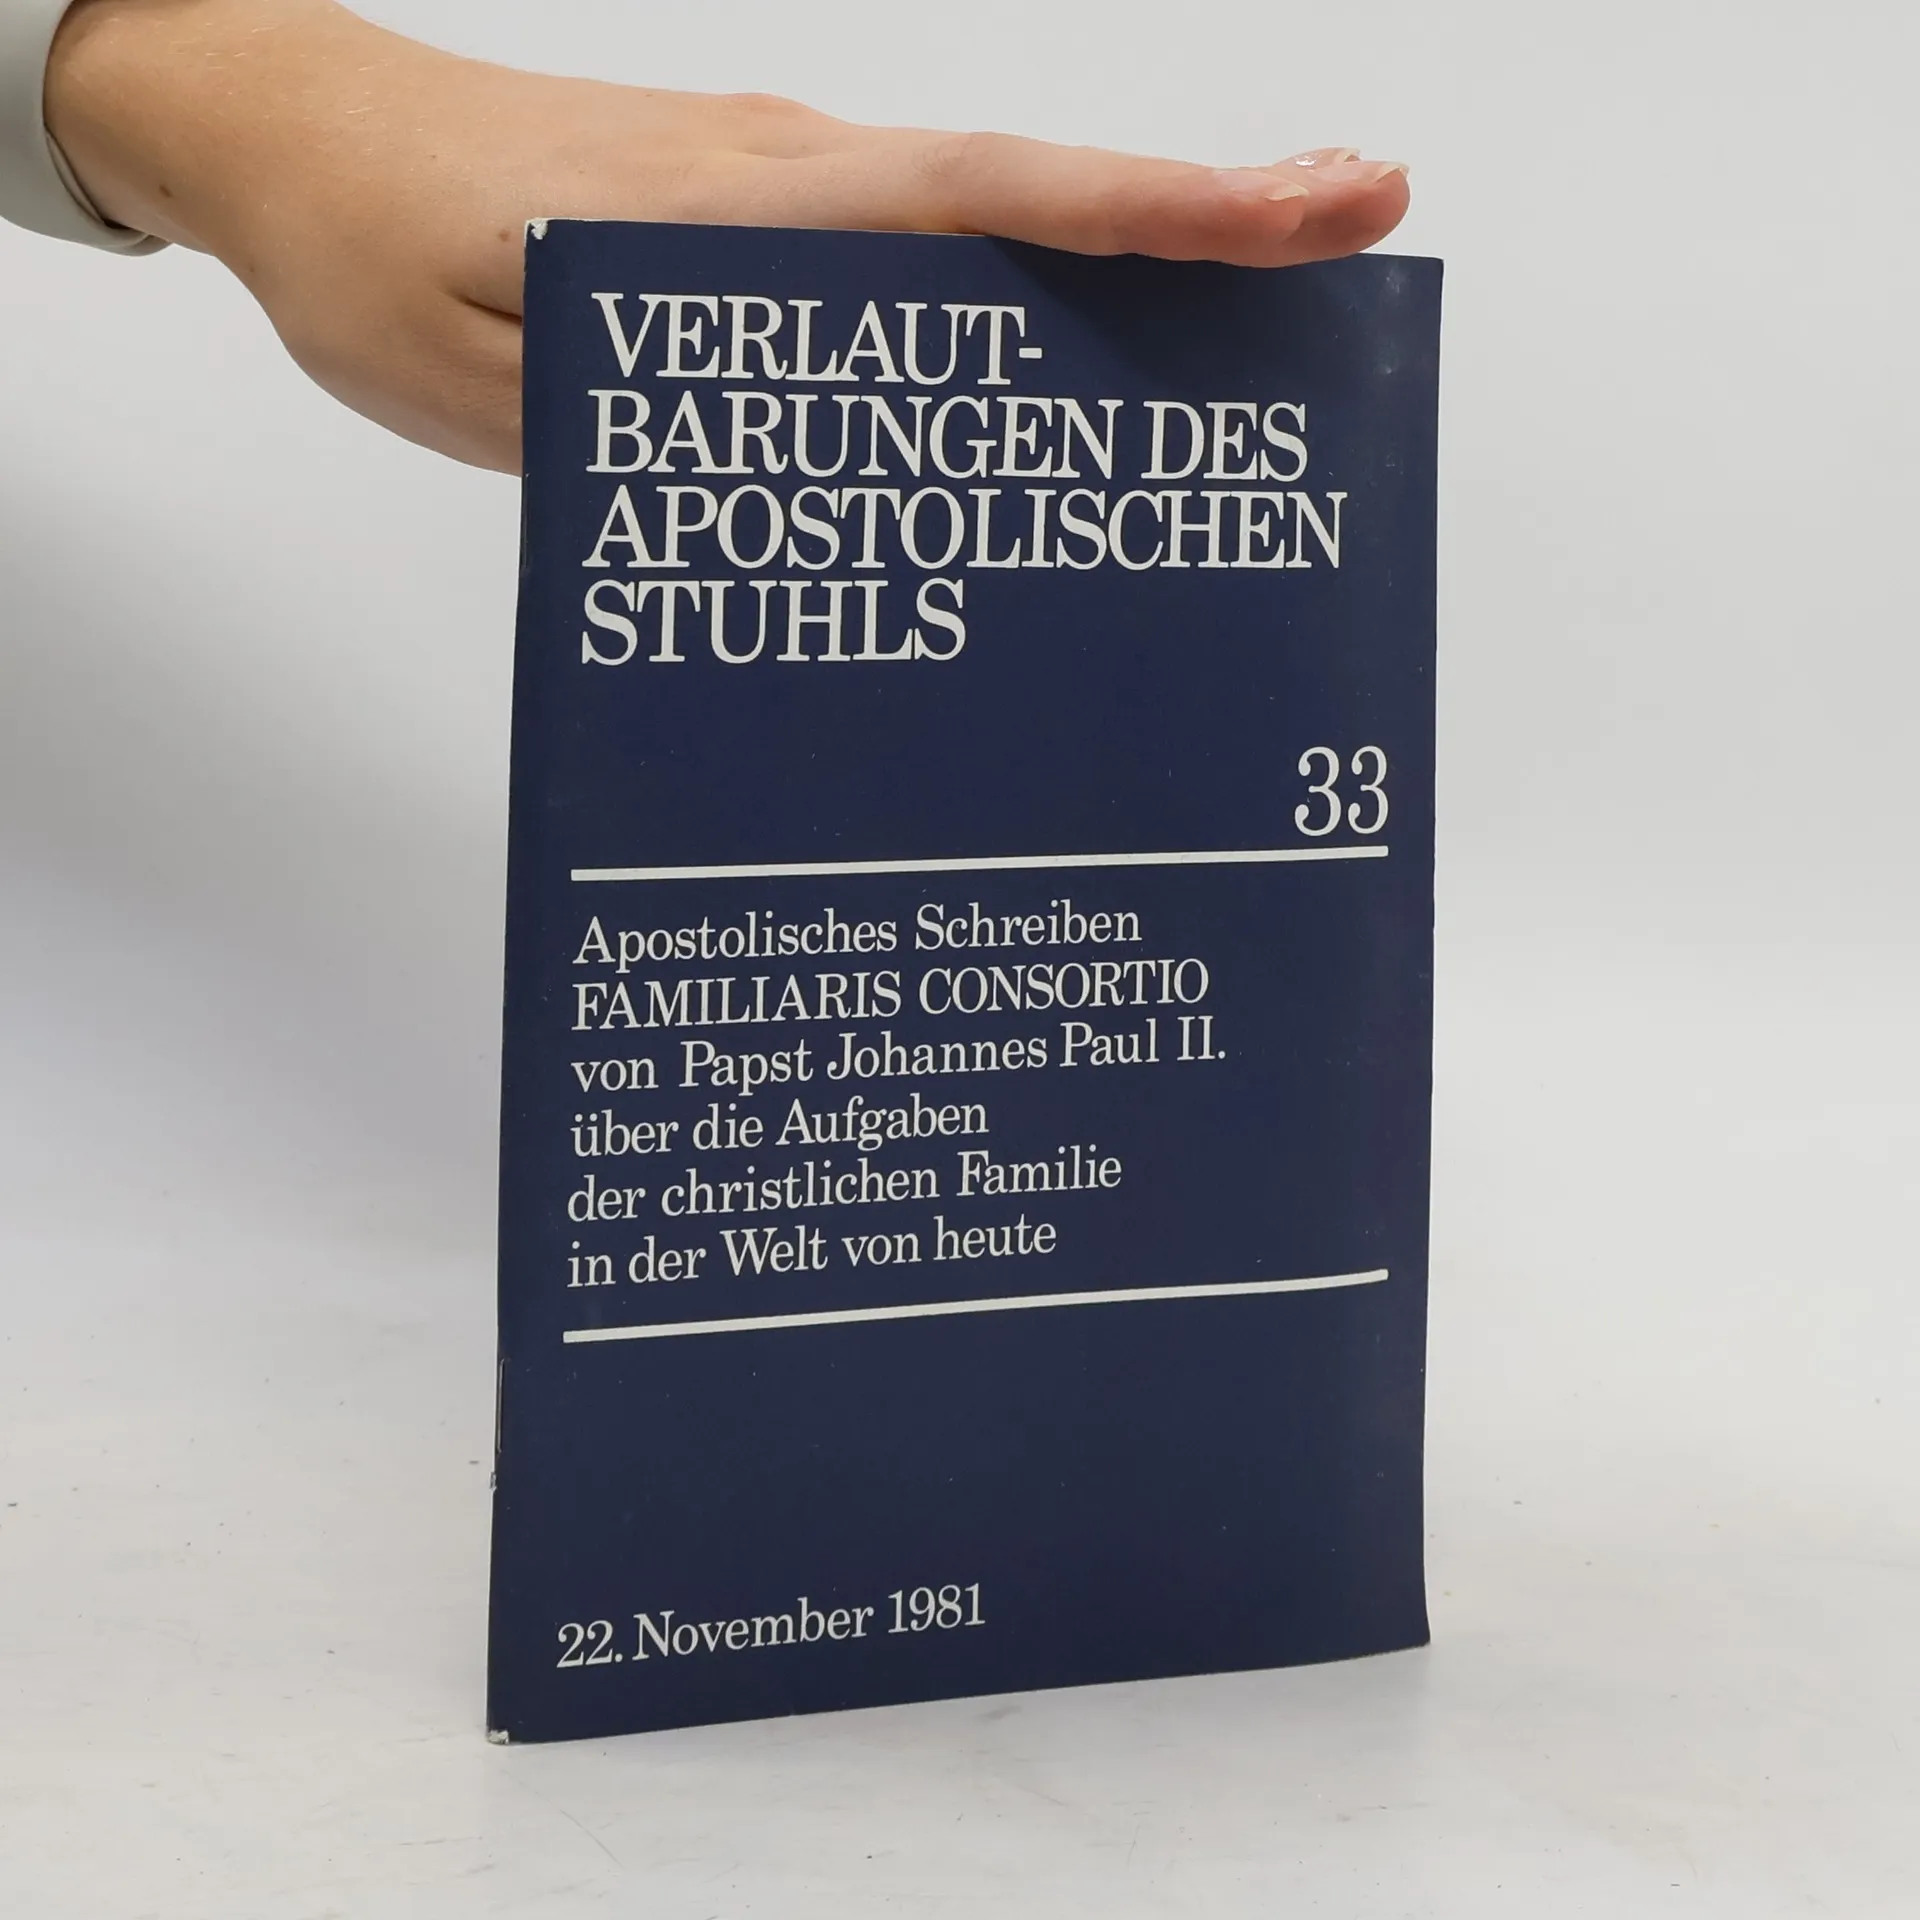 VERLAUT-
BARUNGEN DES
APOSTOLISCHEN
STUHLS
33
Apostolisches Schreiben
FAMILIARIS CONSORTIO
von Papst Johannes Paul II.
über die Aufgaben
der christlichen Familie
in der Welt von heute
22. November 1981